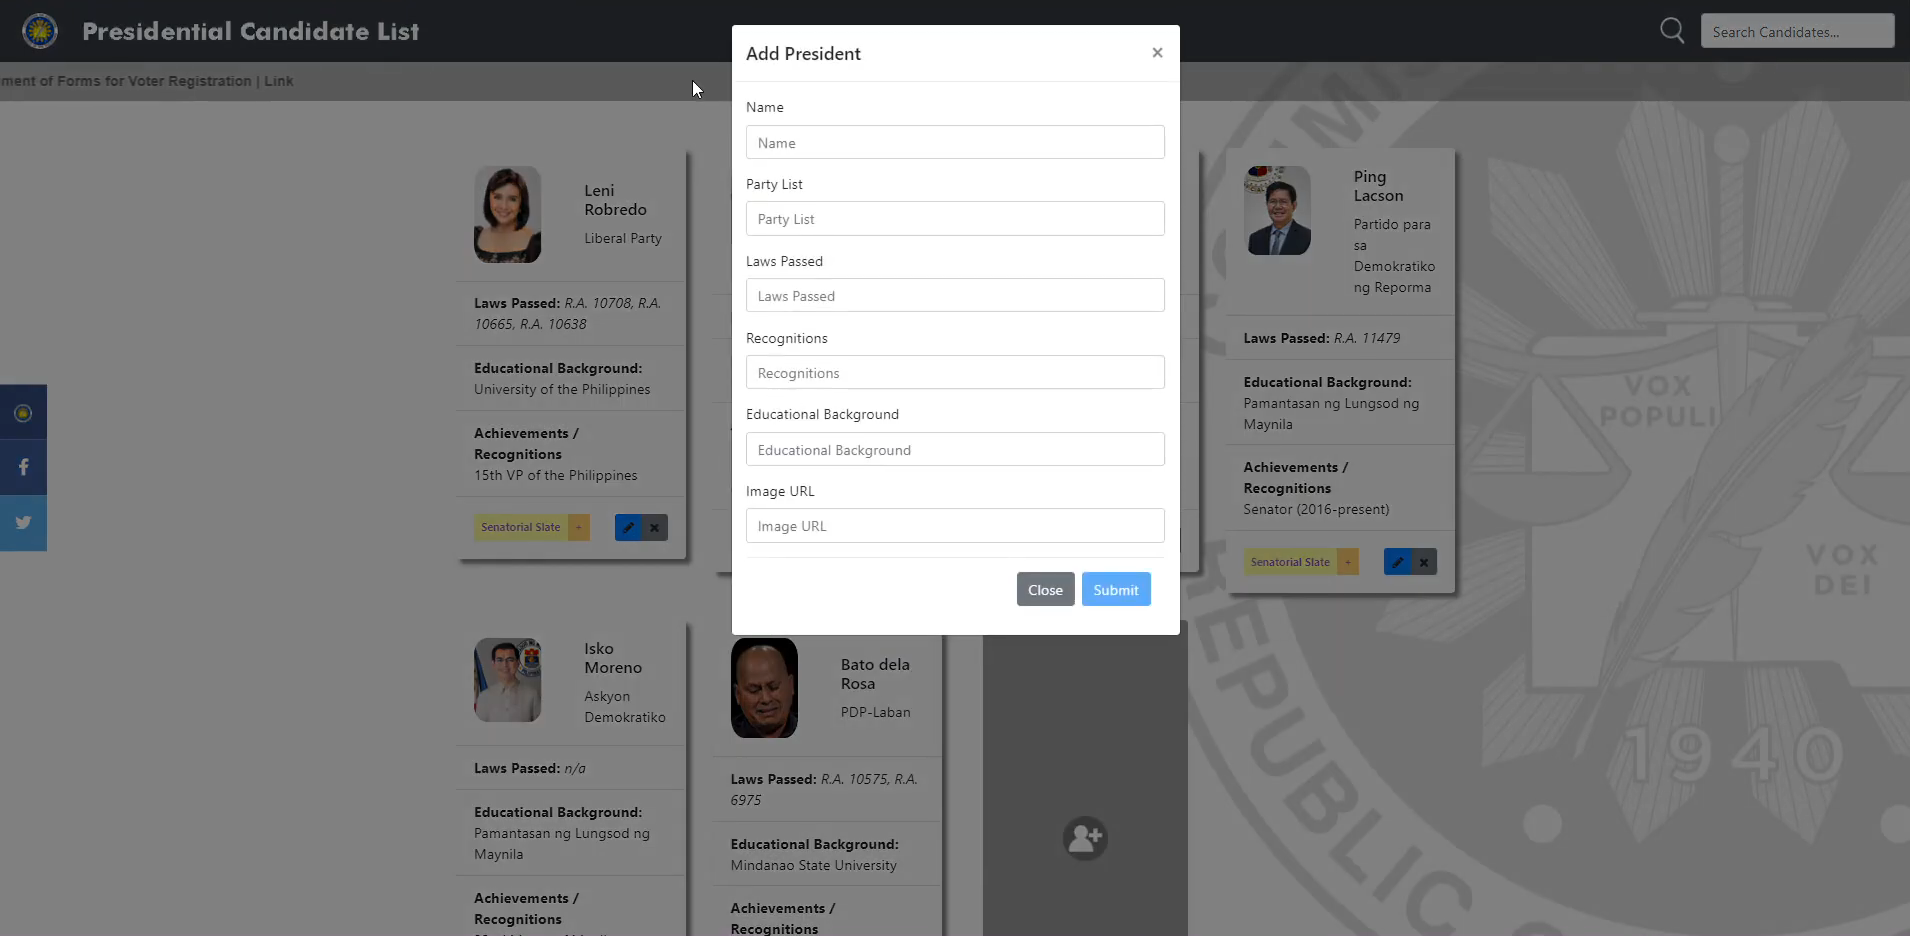 Presidential Candidate List
Search Candidates...
ment of Forms for Voter Registration | Link
Add President
×
Name
Name
Party List
Party List
Laws Passed
Laws Passed
Recognitions
Recognitions
Educational Background
Educational Background
Image URL
Image URL
Close
Submit
Leni
Robredo
Liberal Party
Laws Passed: R.A. 10708, R.A.
10665, R.A. 10638
Educational Background:
University of the Philippines
Achievements /
Recognitions
15th VP of the Philippines
Senatorial Slate +
Ping
Lacson
Partido para
sa
Demokratiko
ng Reporma
Laws Passed: R.A. 11479
Educational Background:
Pamantasan ng Lungsod ng
Maynila
Achievements /
Recognitions
Senator (2016-present)
Senatorial Slate +
Isko
Moreno
Askyon
Demokratiko
Laws Passed: n/a
Educational Background:
Pamantasan ng Lungsod ng
Maynila
Achievements /
Recognitions
Bato dela
Rosa
PDP-Laban
Laws Passed: R.A. 10575, R.A.
6975
Educational Background:
Mindanao State University
Achievements /
Recognitions
VOX
POPULI
VOX
DEI
1940
REPUBLIC